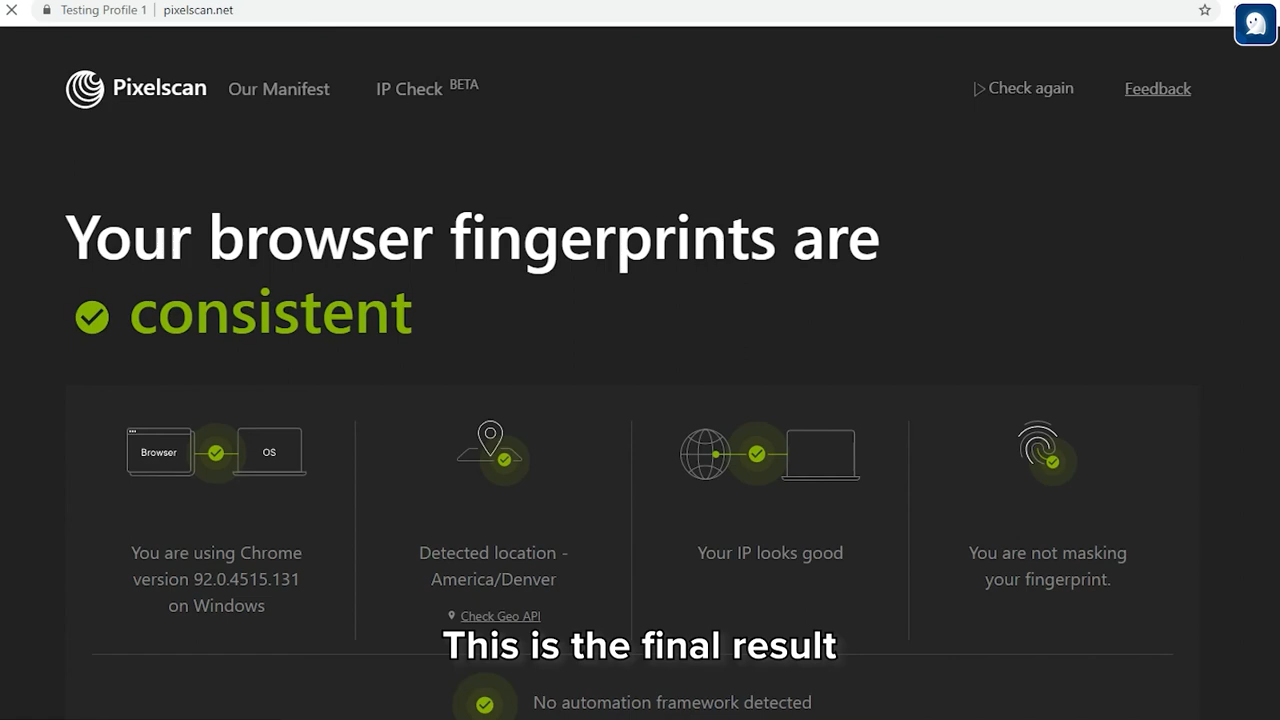 Testing Profile 1 | pixelscan.net
Pixelscan Our Manifest IP Check BETA Check again Feedback
Your browser fingerprints are
consistent
Browser OS
You are using Chrome
version 92.0.4515.131
on Windows
Detected location -
America/Denver
Check Geo API
Your IP looks good
You are not masking
your fingerprint.
This is the final result
No automation framework detected